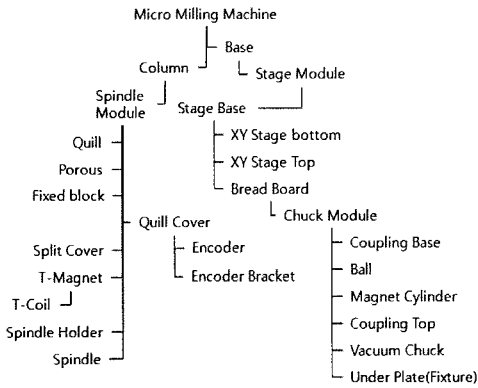 Micro Milling Machine
Base
Column
Stage Module
Spindle
Module
Stage Base
Quill
XY Stage bottom
Porous
XY Stage Top
Fixed block
Bread Board
Quill Cover
Chuck Module
Split Cover
Encoder
Coupling Base
T-Magnet
Encoder Bracket
Ball
T-Coil
Magnet Cylinder
Spindle Holder
Coupling Top
Spindle
Vacuum Chuck
Under Plate(Fixture)